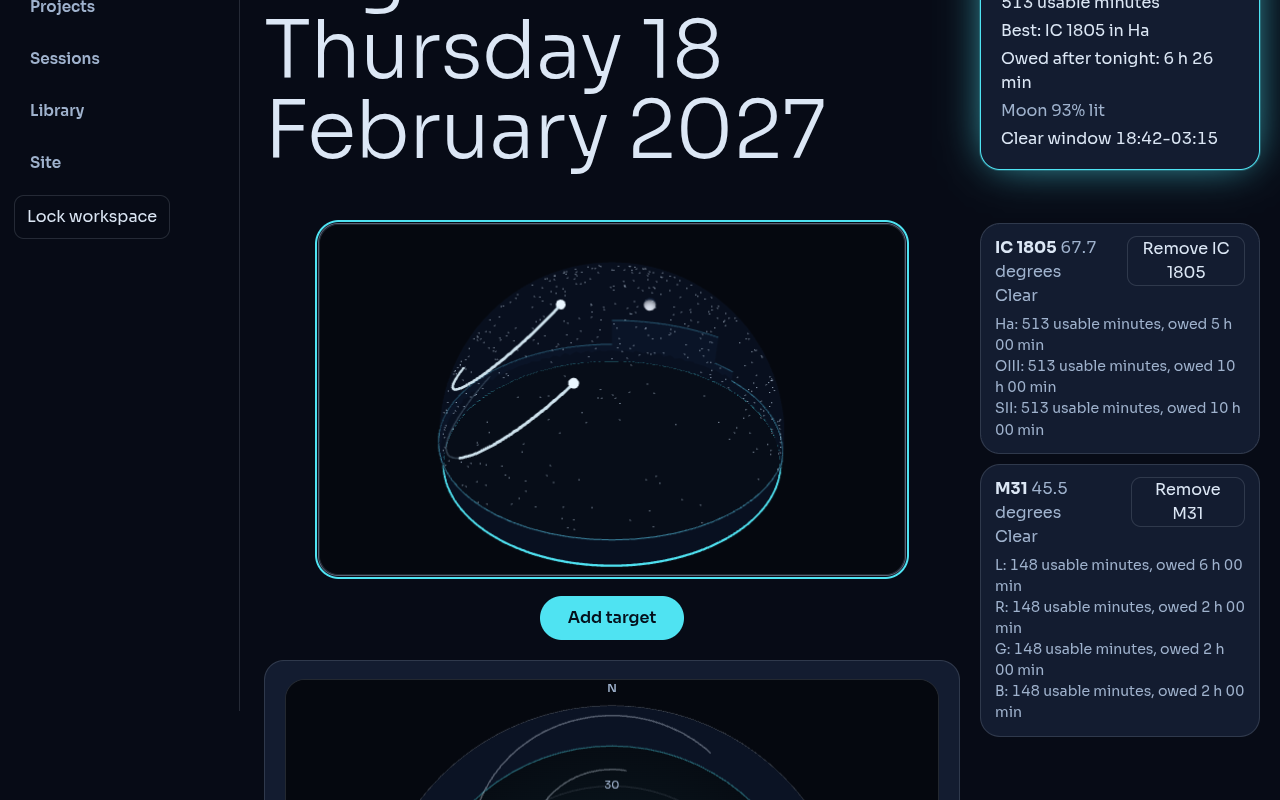 Projects
Sessions
Library
Site
Lock workspace
Thursday 18
February 2027
513 usable minutes
Best: IC 1805 in Ha
Owed after tonight: 6 h 26
min
Moon 93% lit
Clear window 18:42-03:15
Add target
N
30
IC 1805 67.7
degrees
Clear
Remove IC
1805
Ha: 513 usable minutes, owed 5 h
00 min
OIII: 513 usable minutes, owed 10
h 00 min
SII: 513 usable minutes, owed 10 h
00 min
M31 45.5
degrees
Clear
Remove
M31
L: 148 usable minutes, owed 6 h 00
min
R: 148 usable minutes, owed 2 h 00
min
G: 148 usable minutes, owed 2 h
00 min
B: 148 usable minutes, owed 2 h 00
min